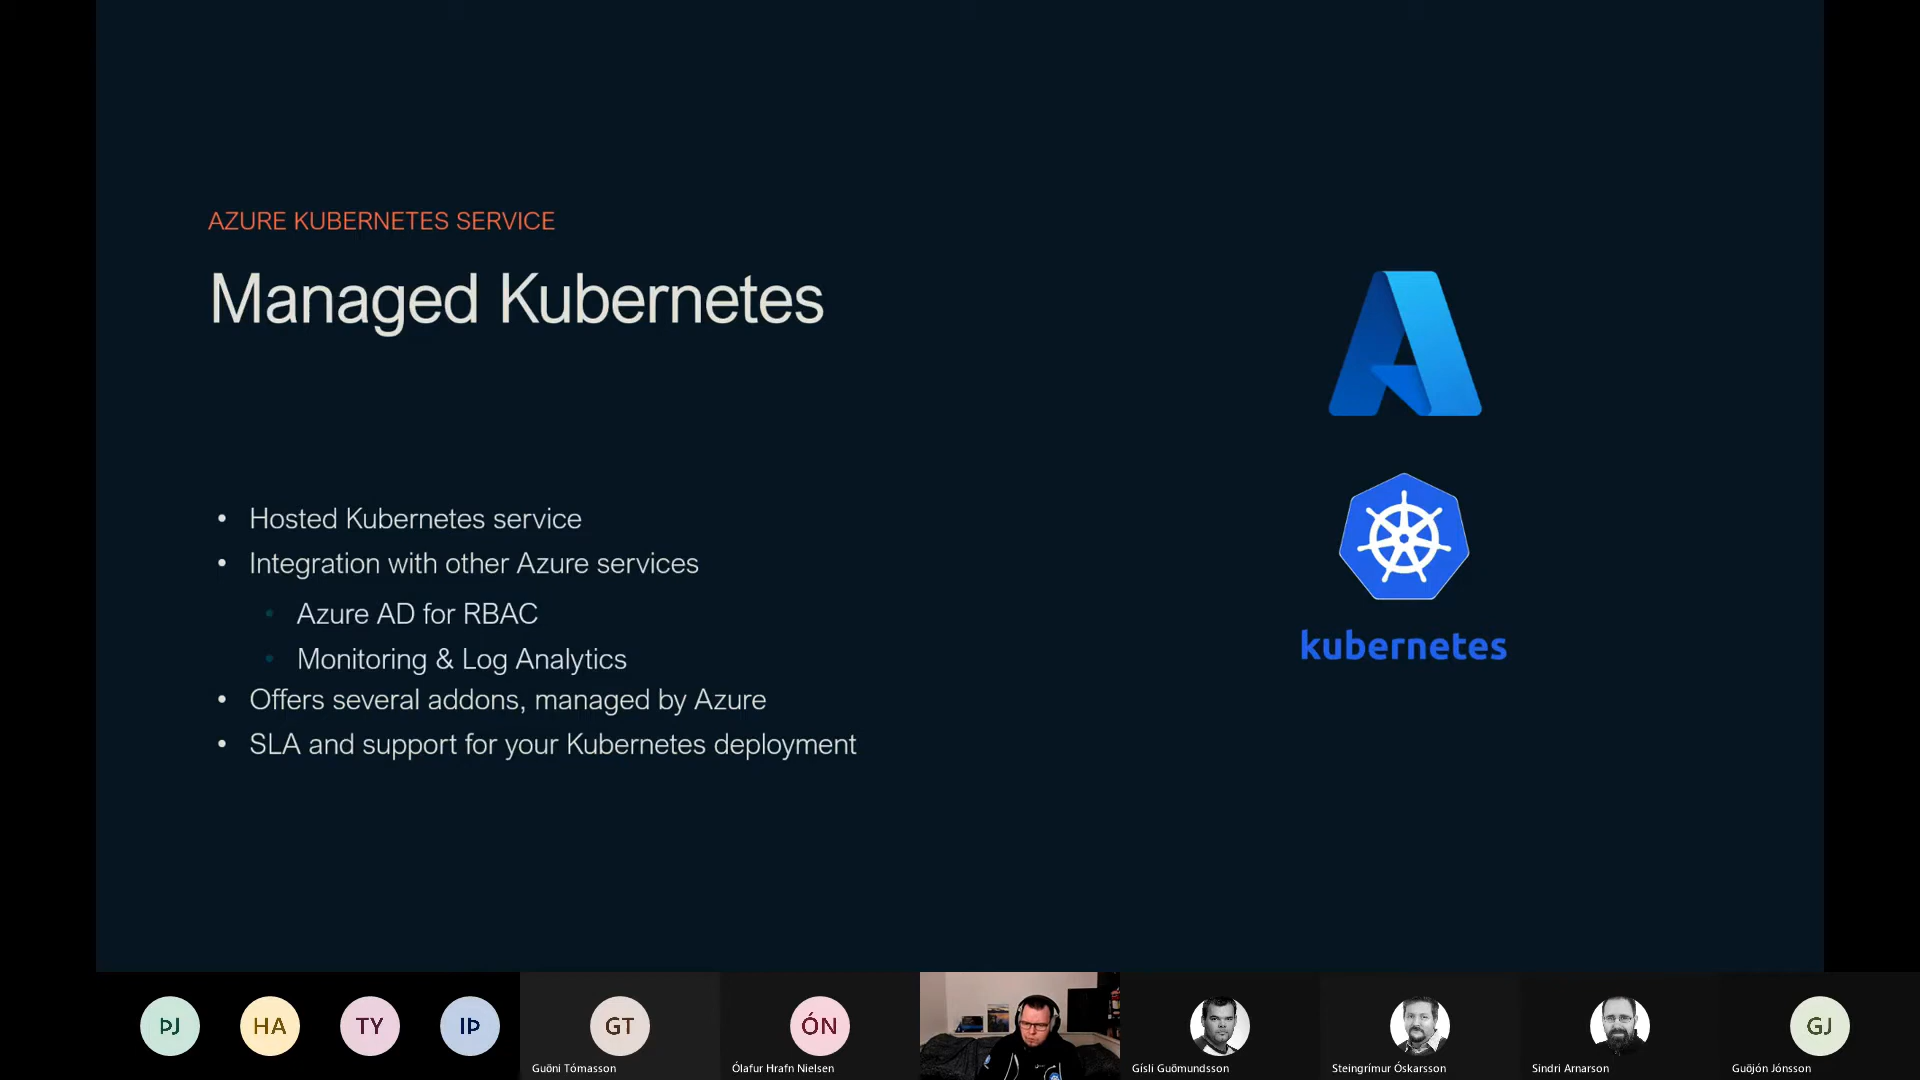 AZURE KUBERNETES SERVICE
Managed Kubernetes
• Hosted Kubernetes service
• Integration with other Azure services
• Azure AD for RBAC
• Monitoring & Log Analytics
• Offers several addons, managed by Azure
• SLA and support for your Kubernetes deployment
kubernetes
ÞJ
HA
TY
IÞ
GT
ÓN
GJ
Guðni Tómasson
Ólafur Hrafn Nielsen
Gísli Guðmundsson
Steingrímur Óskarsson
Sindri Arnarson
Guðjón Jónsson